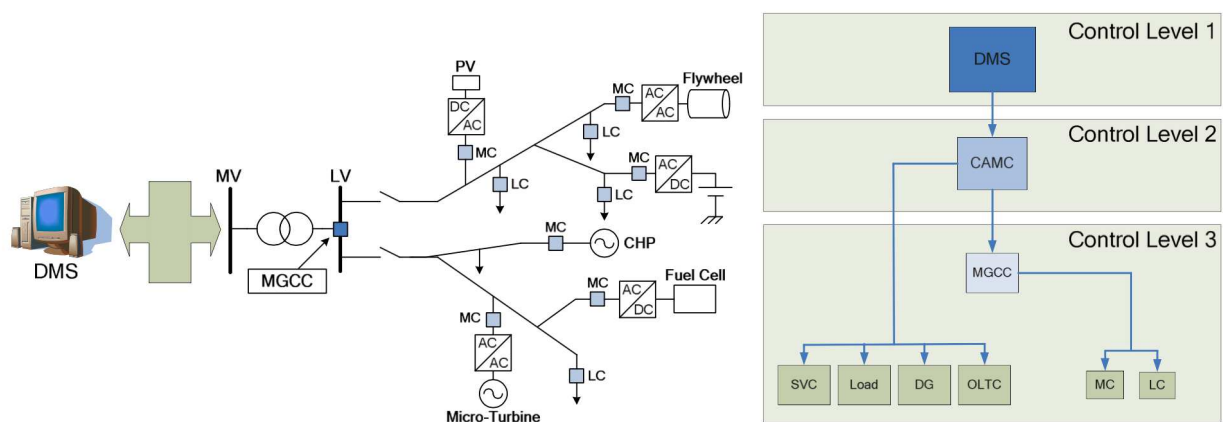 DMS
MV
MGCC
LV
PV
DC
AC
MC
LC
MC
AC
AC
Flywheel
LC
MC
AC
DC
LC
MC
CHP
MC
AC
DC
Fuel Cell
MC
AC
AC
Micro-Turbine
LC
Control Level 1
DMS
Control Level 2
CAMC
Control Level 3
MGCC
SVC
Load
DG
OLTC
MC
LC